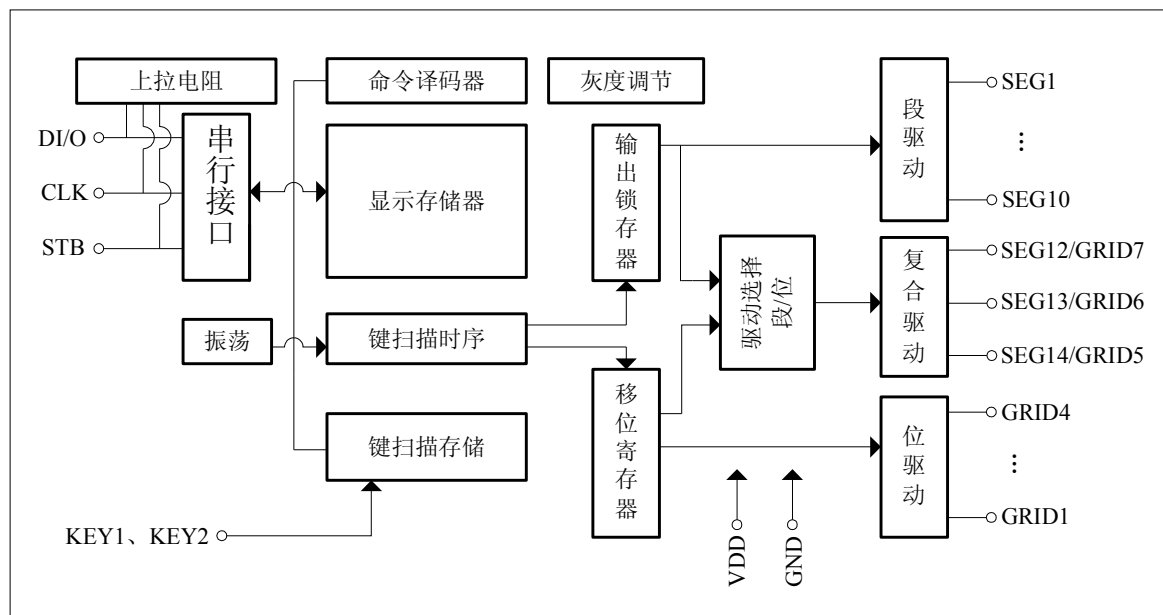 上拉电阻
命令译码器
灰度调节
串行接口
DI/O
CLK
STB
显示存储器
输出锁存器
段驱动
SEG1
⋮
SEG10
振荡
键扫描时序
驱动选择
段/位
复合驱动
SEG12/GRID7
SEG13/GRID6
SEG14/GRID5
键扫描存储
移位寄存器
位驱动
GRID4
⋮
GRID1
KEY1、KEY2
VDD
GND